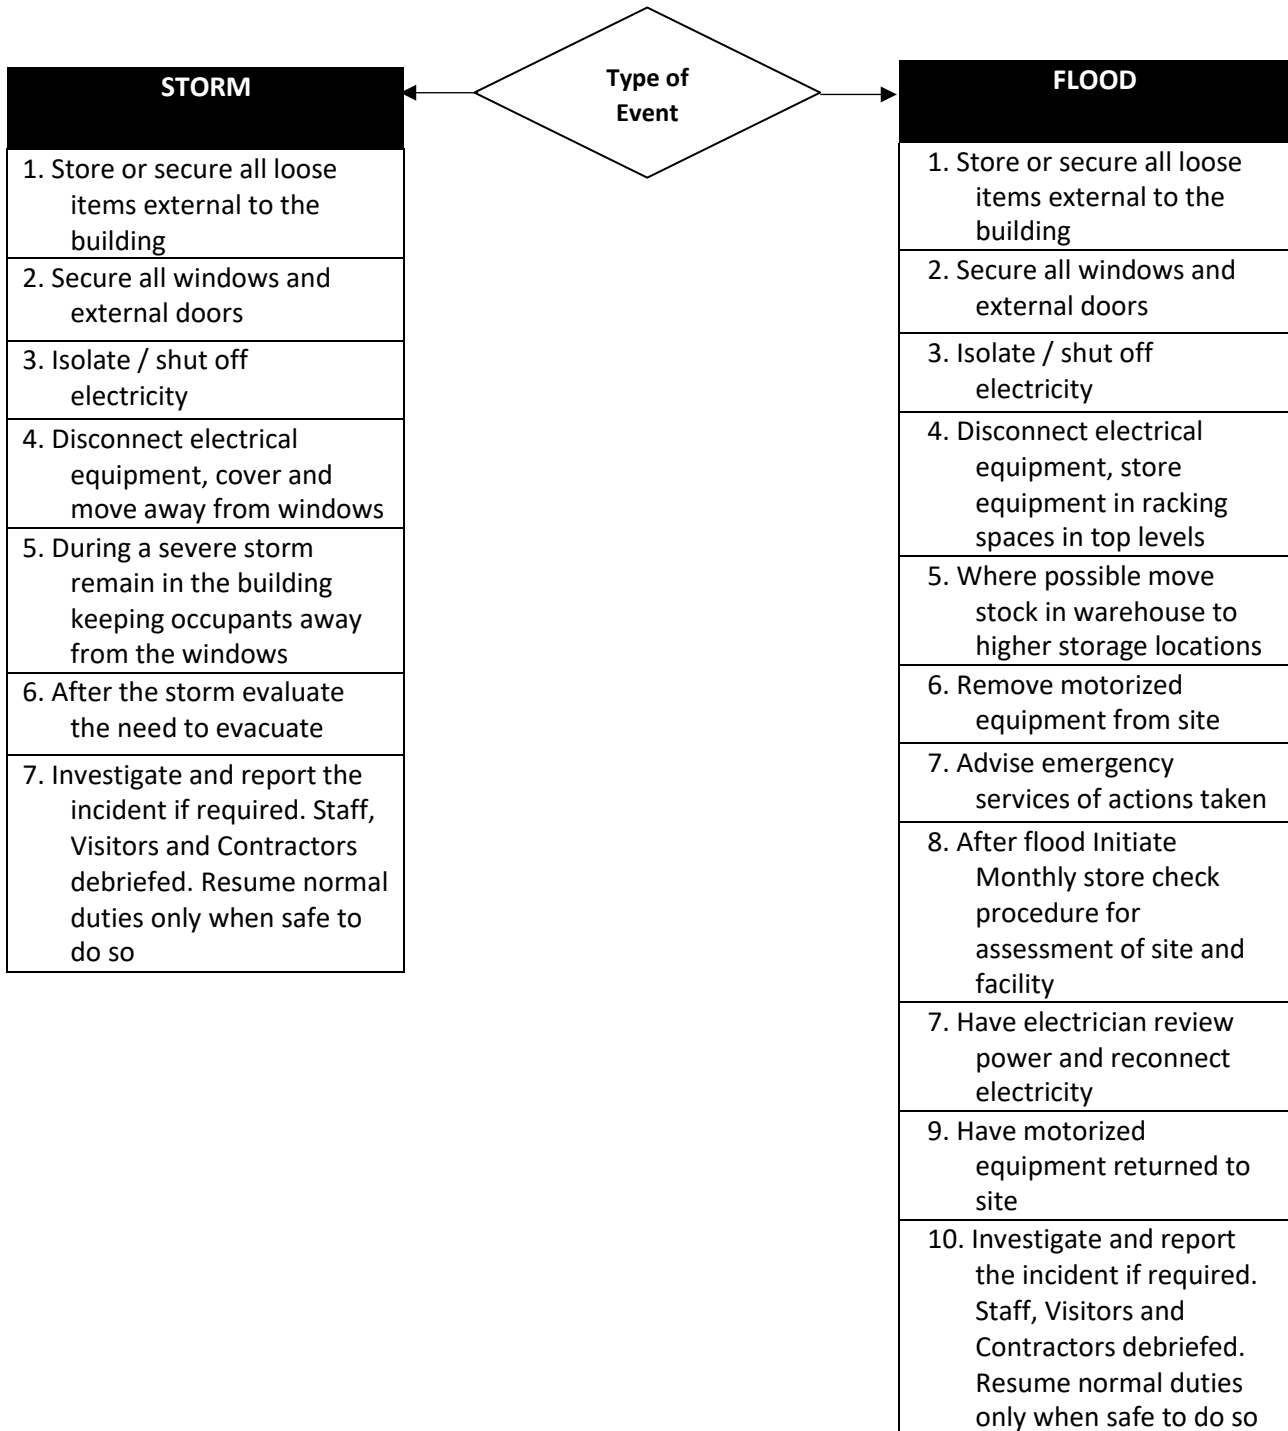 Type of
Event
STORM
1. Store or secure all loose
items external to the
building
2. Secure all windows and
external doors
3. Isolate / shut off
electricity
4. Disconnect electrical
equipment, cover and
move away from windows
5. During a severe storm
remain in the building
keeping occupants away
from the windows
6. After the storm evaluate
the need to evacuate
7. Investigate and report the
incident if required. Staff,
Visitors and Contractors
debriefed. Resume normal
duties only when safe to
do so
FLOOD
1. Store or secure all loose
items external to the
building
2. Secure all windows and
external doors
3. Isolate / shut off
electricity
4. Disconnect electrical
equipment, store
equipment in racking
spaces in top levels
5. Where possible move
stock in warehouse to
higher storage locations
6. Remove motorized
equipment from site
7. Advise emergency
services of actions taken
8. After flood Initiate
Monthly store check
procedure for
assessment of site and
facility
7. Have electrician review
power and reconnect
electricity
9. Have motorized
equipment returned to
site
10. Investigate and report
the incident if required.
Staff, Visitors and
Contractors debriefed.
Resume normal duties
only when safe to do so